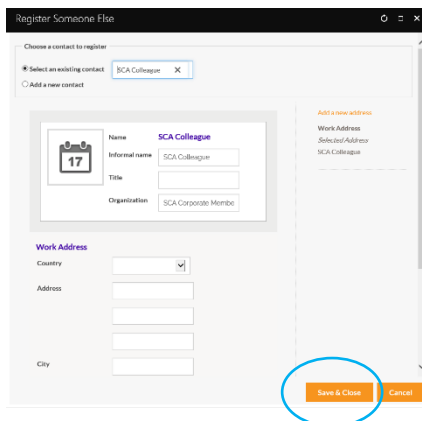 Register Someone Else
Choose a contact to register
Select an existing contact
SCA Colleague X
Add a new contact
Add a new address
Work Address
Selected Address
SCA Colleague
17
Name SCA Colleague
Informal name SCA Colleague
Title
Organization SCA Corporate Membe
Work Address
Country
Address
City
Save & Close
Cancel